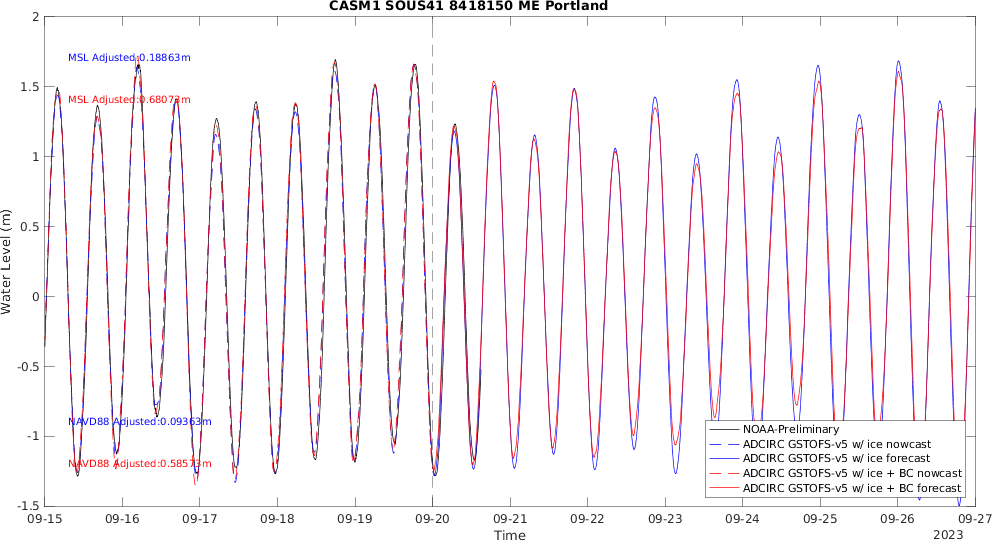 CASM1 SOUS41 8418150 ME Portland
2
1.5
1
0.5
0
-0.5
-1
-1.5
Water Level (m)
MSL Adjusted:0.18863m
MSL Adjusted:0.68073m
NAVD88 Adjusted:0.09363m
NAVD88 Adjusted:0.58573m
NOAA-Preliminary
ADCIRC GSTOFS-v5 w/ ice nowcast
ADCIRC GSTOFS-v5 w/ ice forecast
ADCIRC GSTOFS-v5 w/ ice + BC nowcast
ADCIRC GSTOFS-v5 w/ ice + BC forecast
09-15 09-16 09-17 09-18 09-19 09-20 09-21 09-22 09-23 09-24 09-25 09-26 09-27
Time
2023